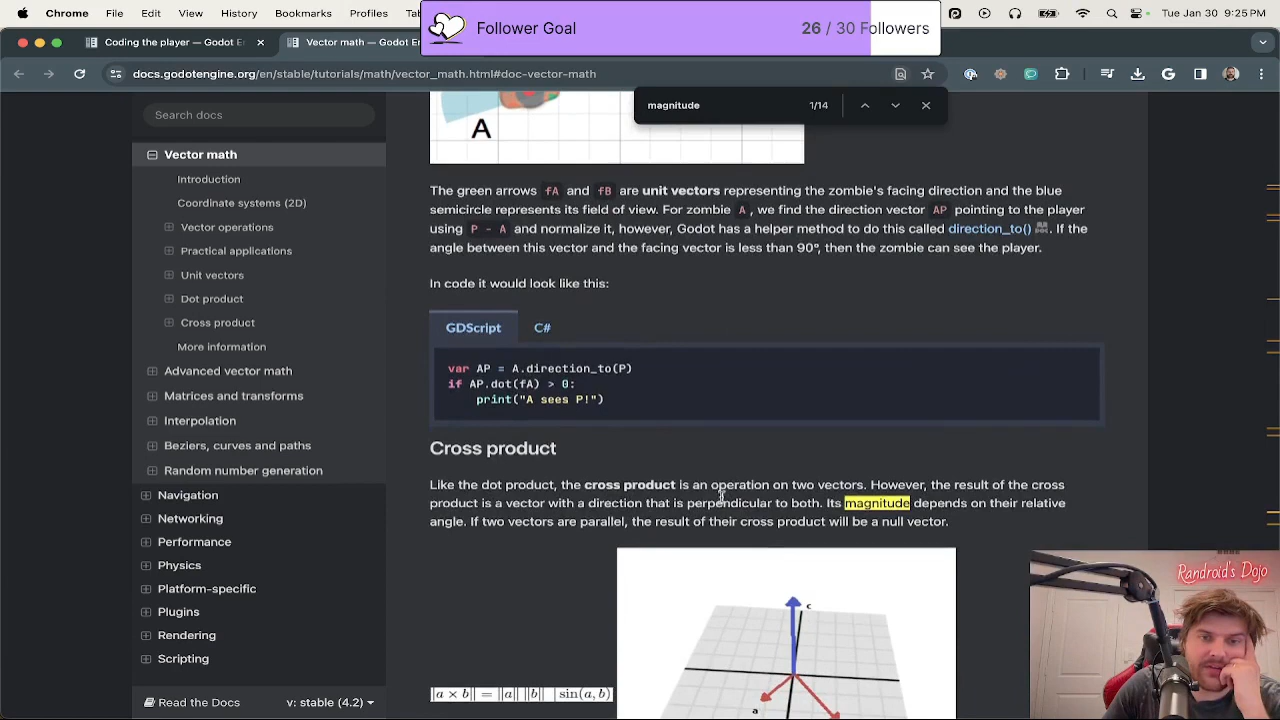 Chrome File Edit
Profiles
Tue Jan 30 9:25 PM
Follower Goal
26 / 30 Followers
Coding the player — Godot E
Vector math — Godot En
docs.godotengine.org/en/stable/tutorials/math/vector_math.html#doc-vector-math
magnitude 1/14
Search docs
Vector math
Introduction
Coordinate systems (2D)
Vector operations
Practical applications
Unit vectors
Dot product
Cross product
More information
Advanced vector math
Matrices and transforms
Interpolation
Beziers, curves and paths
Random number generation
Navigation
Networking
Performance
Physics
Platform-specific
Plugins
Rendering
Scripting
Read the Docs v: stable (4.2)
A
The green arrows fA and fB are unit vectors representing the zombie's facing direction and the blue
semicircle represents its field of view. For zombie A , we find the direction vector AP pointing to the player
using P - A and normalize it, however, Godot has a helper method to do this called direction_to() . If the
angle between this vector and the facing vector is less than 90°, then the zombie can see the player.
In code it would look like this:
GDScript C#
var AP = A.direction_to(P)
if AP.dot(fA) > 0:
print("A sees P!")
Cross product
Like the dot product, the cross product is an operation on two vectors. However, the result of the cross
product is a vector with a direction that is perpendicular to both. Its magnitude depends on their relative
angle. If two vectors are parallel, the result of their cross product will be a null vector.
||a × b|| = ||a|| ||b|| |sin(a, b)|
c
a
Randroid's Dojo